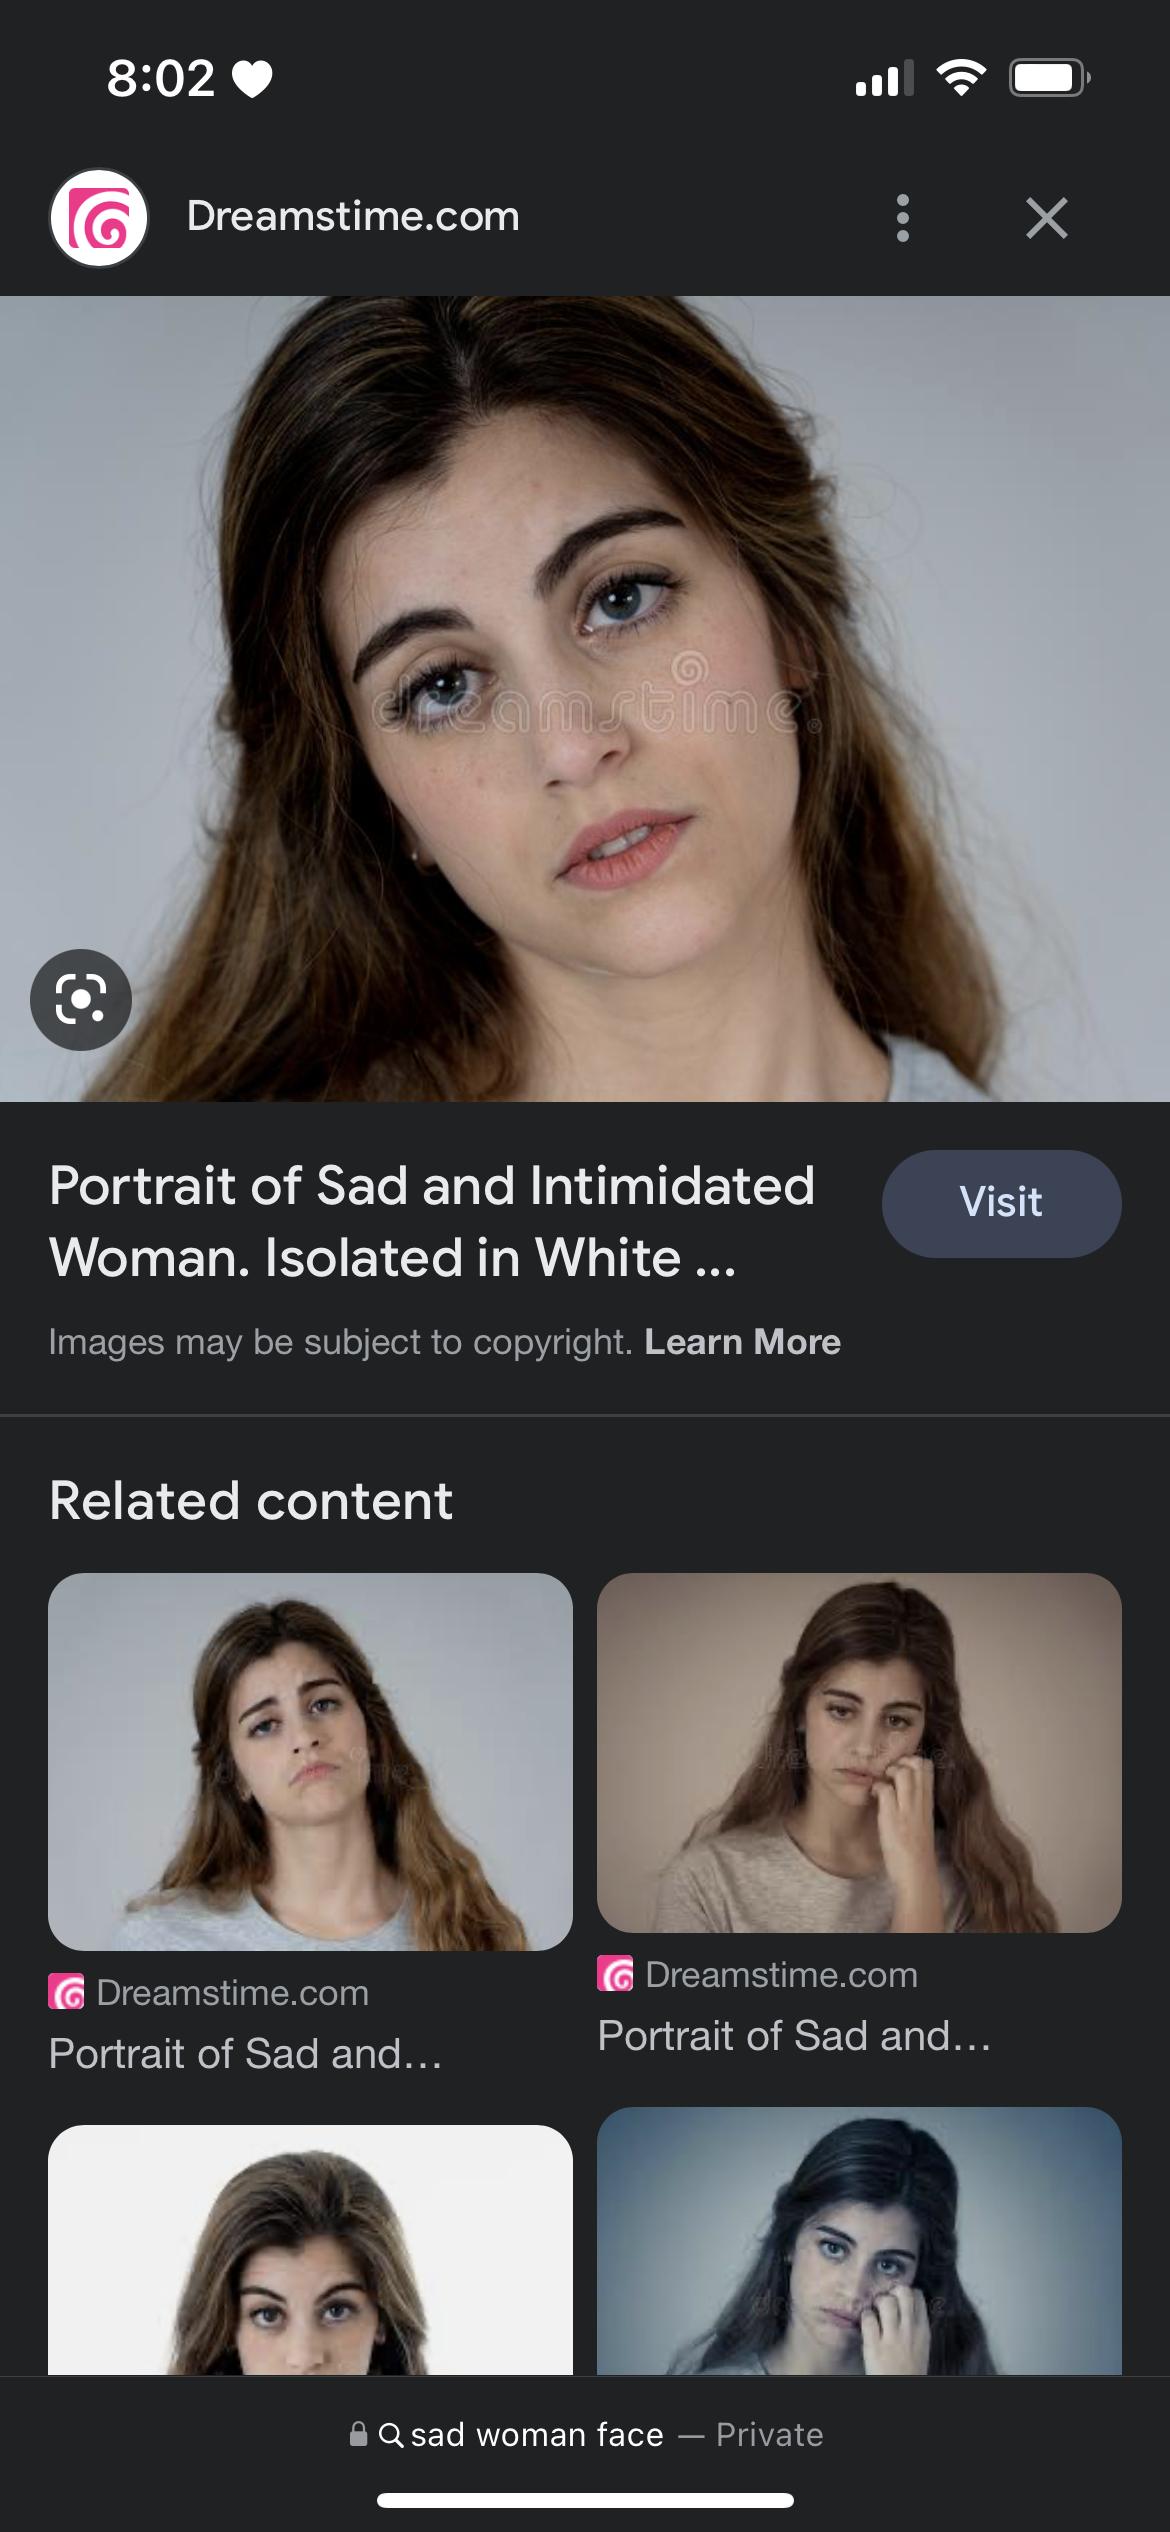 8:02
Dreamstime.com
dreamstime®
Portrait of Sad and Intimidated
Woman. Isolated in White ...
Visit
Images may be subject to copyright. Learn More
Related content
Dreamstime.com
Portrait of Sad and...
Dreamstime.com
Portrait of Sad and...
sad woman face — Private